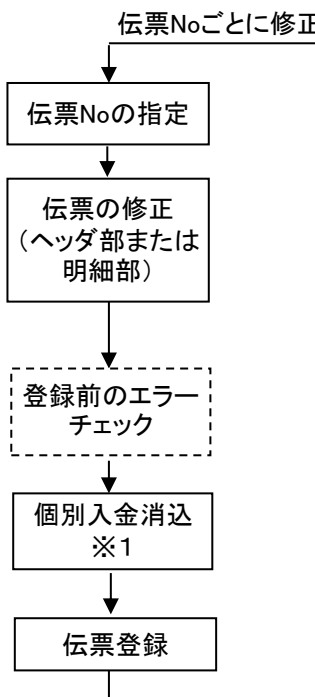 伝票Noごとに修正
伝票Noの指定
伝票の修正
（ヘッダ部または
明細部）
登録前のエラー
チェック
個別入金消込
※１
伝票登録